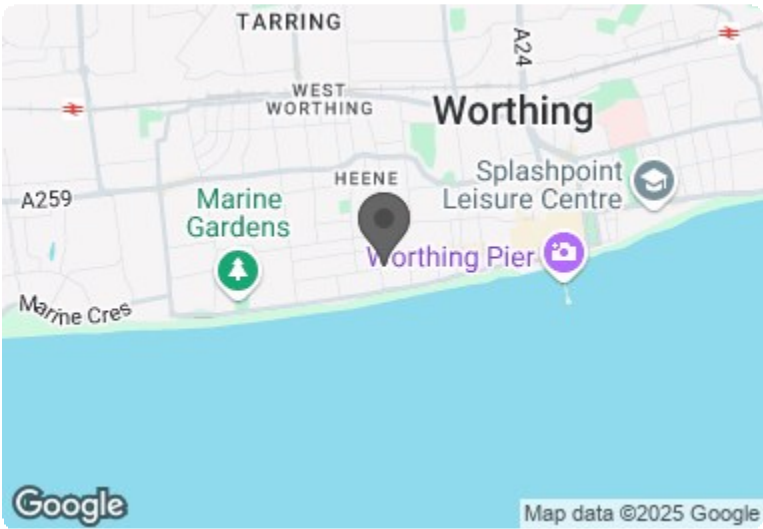 TARRING
A24
WEST
WORTHING
Worthing
HEENE
Splashpoint
Leisure Centre
A259
Marine
Gardens
Worthing Pier
Marine Cres
Google
Map data ©2025 Google